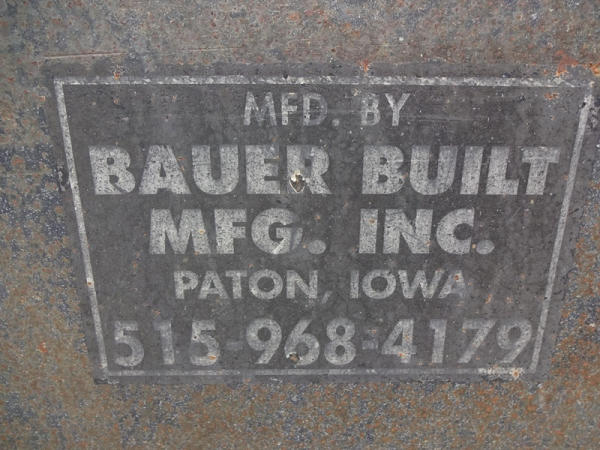 MFD. BY
BAUER BUILT
MFG. INC.
PATON, IOWA
515-968-4179